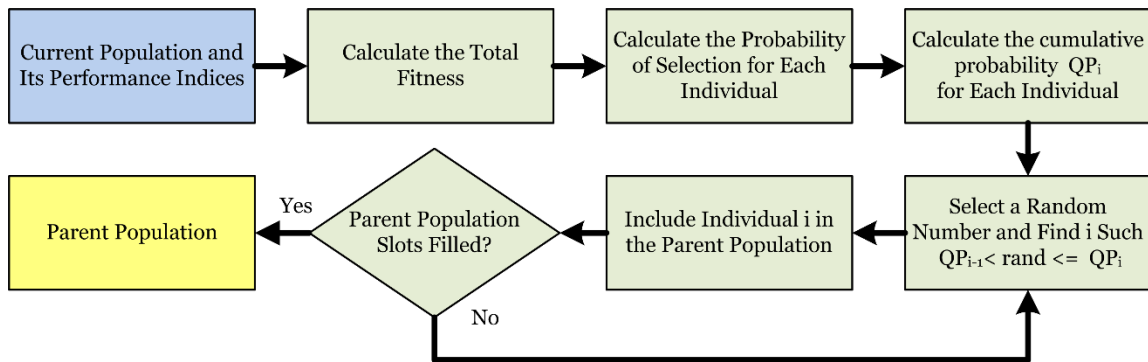 Current Population and
Its Performance Indices
Calculate the Total
Fitness
Calculate the Probability
of Selection for Each
Individual
Calculate the cumulative
probability QPᵢ
for Each Individual
Select a Random
Number and Find i Such
QPᵢ₋₁< rand <= QPᵢ
Include Individual i in
the Parent Population
Parent Population
Slots Filled?
Yes
No
Parent Population